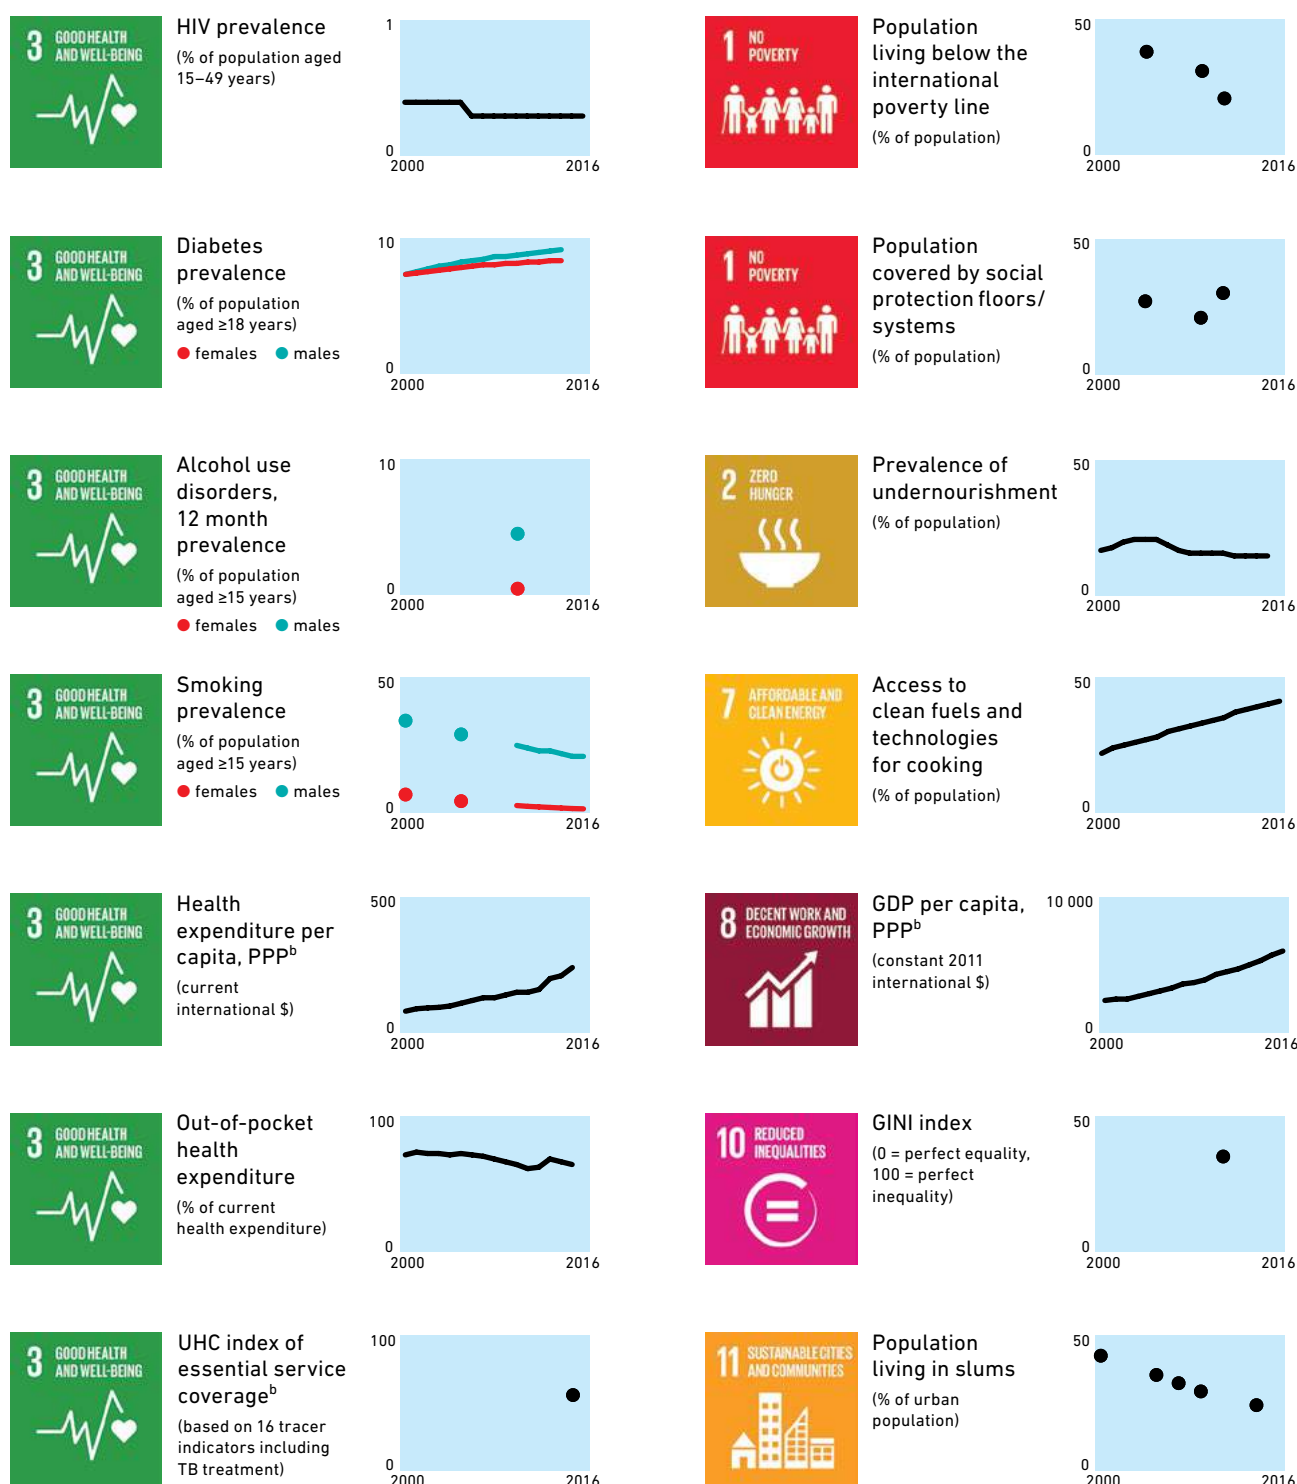 3 GOOD HEALTH
AND WELL-BEING
HIV prevalence
(% of population aged
15–49 years)
1
0
2000 2016
1 NO
POVERTY
Population
living below the
international
poverty line
(% of population)
50
0
2000 2016
3 GOOD HEALTH
AND WELL-BEING
Diabetes
prevalence
(% of population
aged ≥18 years)
females males
10
0
2000 2016
1 NO
POVERTY
Population
covered by social
protection floors/
systems
(% of population)
50
0
2000 2016
3 GOOD HEALTH
AND WELL-BEING
Alcohol use
disorders,
12 month
prevalence
(% of population
aged ≥15 years)
females males
10
0
2000 2016
2 ZERO
HUNGER
Prevalence of
undernourishment
(% of population)
50
0
2000 2016
3 GOOD HEALTH
AND WELL-BEING
Smoking
prevalence
(% of population
aged ≥15 years)
females males
50
0
2000 2016
7 AFFORDABLE AND
CLEAN ENERGY
Access to
clean fuels and
technologies
for cooking
(% of population)
50
0
2000 2016
3 GOOD HEALTH
AND WELL-BEING
Health
expenditure per
capita, PPPᵇ
(current
international $)
500
0
2000 2016
8 DECENT WORK AND
ECONOMIC GROWTH
GDP per capita,
PPPᵇ
(constant 2011
international $)
10 000
0
2000 2016
3 GOOD HEALTH
AND WELL-BEING
Out-of-pocket
health
expenditure
(% of current
health expenditure)
100
0
2000 2016
10 REDUCED
INEQUALITIES
GINI index
(0 = perfect equality,
100 = perfect
inequality)
50
0
2000 2016
3 GOOD HEALTH
AND WELL-BEING
UHC index of
essential service
coverageᵇ
(based on 16 tracer
indicators including
TB treatment)
100
0
2000 2016
11 SUSTAINABLE CITIES
AND COMMUNITIES
Population
living in slums
(% of urban
population)
50
0
2000 2016